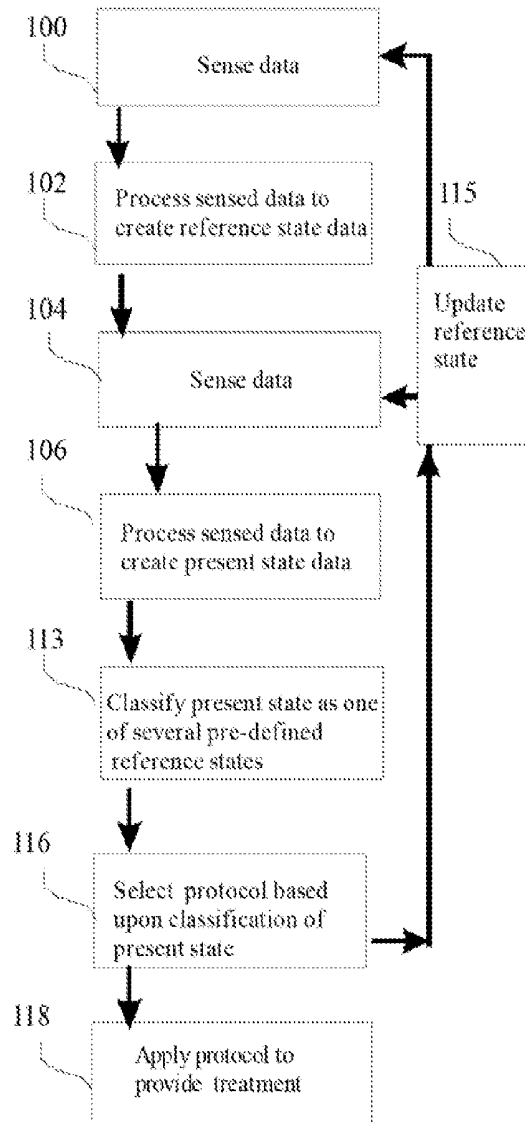 100
Sense data
102
Process sensed data to
create reference state data
115
Update
reference
state
104
Sense data
106
Process sensed data to
create present state data
113
Classify present state as one
of several pre-defined
reference states
116
Select protocol based
upon classification of
present state
118
Apply protocol to
provide treatment